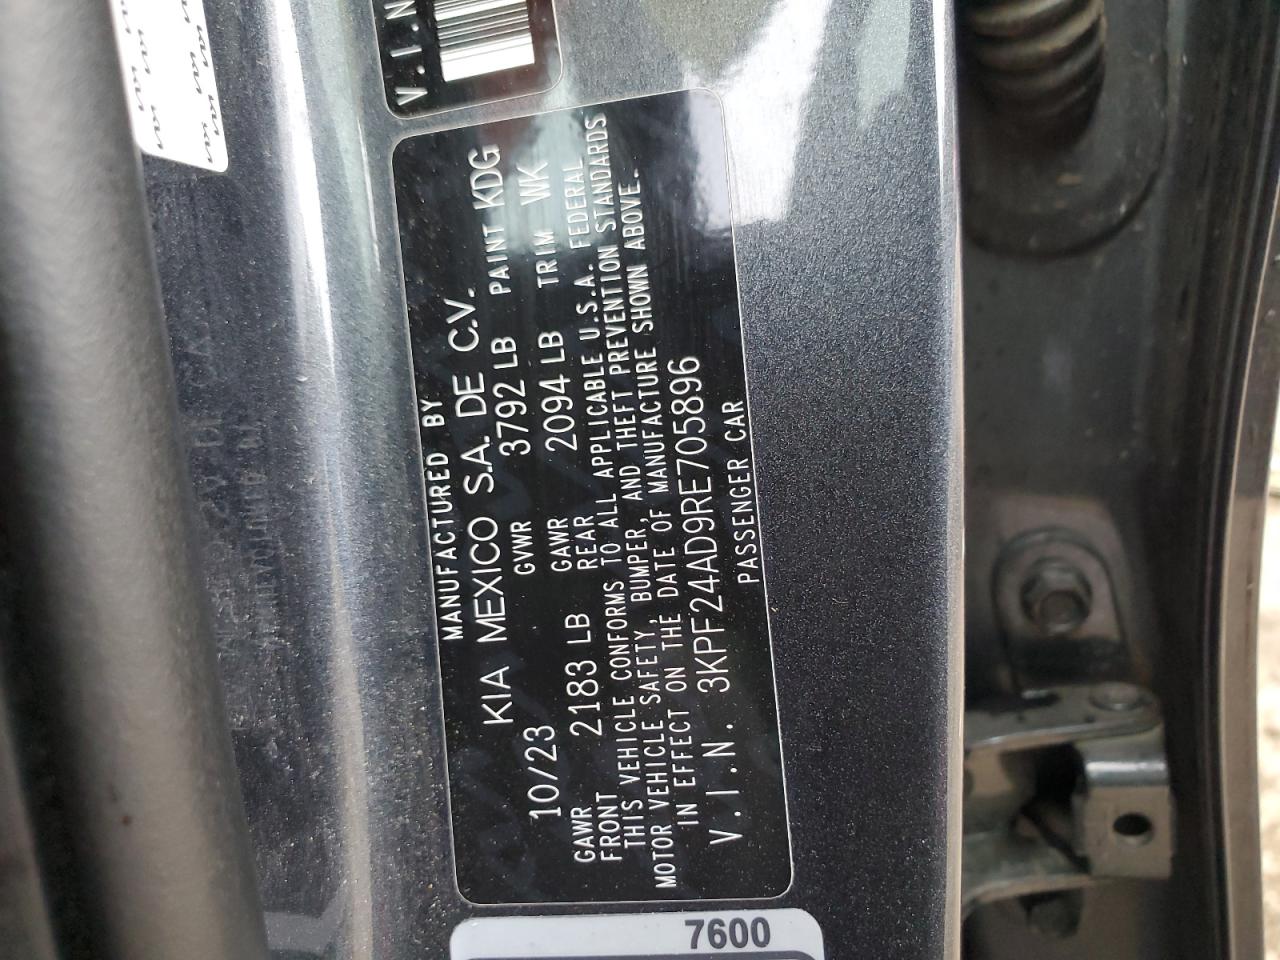 V.I.N
MANUFACTURED BY
KIA MEXICO S.A. DE C.V.
10/23 GVWR 3792 LB PAINT KDG
GAWR FRONT 2183 LB GAWR REAR 2094 LB TRIM WK
THIS VEHICLE CONFORMS TO ALL APPLICABLE U.S.A. FEDERAL
MOTOR VEHICLE SAFETY, BUMPER, AND THEFT PREVENTION STANDARDS
IN EFFECT ON THE DATE OF MANUFACTURE SHOWN ABOVE.
V.I.N. 3KPF24AD9RE705896
PASSENGER CAR
7600